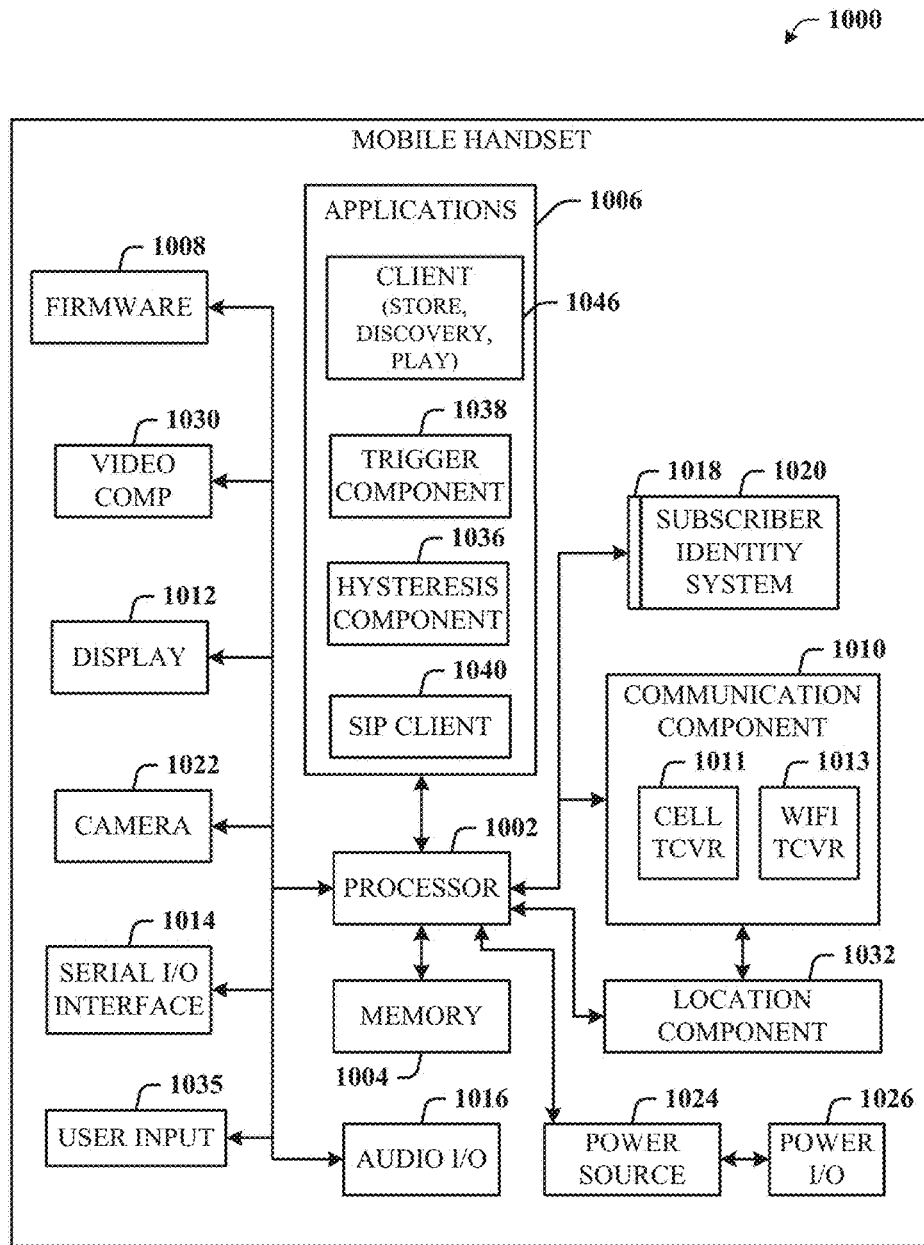 1000
MOBILE HANDSET
APPLICATIONS
1006
CLIENT
(STORE,
DISCOVERY,
PLAY)
1046
1038
TRIGGER
COMPONENT
1036
HYSTERESIS
COMPONENT
1040
SIP CLIENT
1008
FIRMWARE
1030
VIDEO
COMP
1012
DISPLAY
1022
CAMERA
1014
SERIAL I/O
INTERFACE
1035
USER INPUT
1002
PROCESSOR
MEMORY
1004
1016
AUDIO I/O
1018
1020
SUBSCRIBER
IDENTITY
SYSTEM
1010
COMMUNICATION
COMPONENT
1011
CELL
TCVR
1013
WIFI
TCVR
1032
LOCATION
COMPONENT
1024
POWER
SOURCE
1026
POWER
I/O